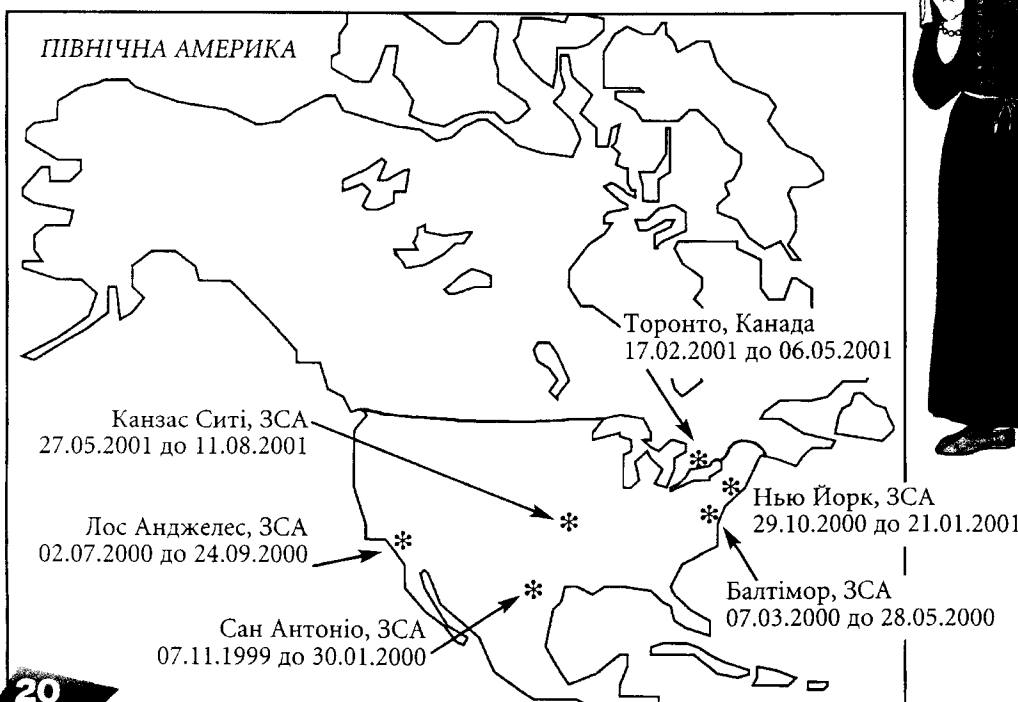 ПІВНІЧНА АМЕРИКА
Торонто, Канада
17.02.2001 до 06.05.2001
Канзас Ситі, ЗСА
27.05.2001 до 11.08.2001
Нью Йорк, ЗСА
29.10.2000 до 21.01.2001
Лос Анджелес, ЗСА
02.07.2000 до 24.09.2000
Балтімор, ЗСА
07.03.2000 до 28.05.2000
Сан Антоніо, ЗСА
07.11.1999 до 30.01.2000
20